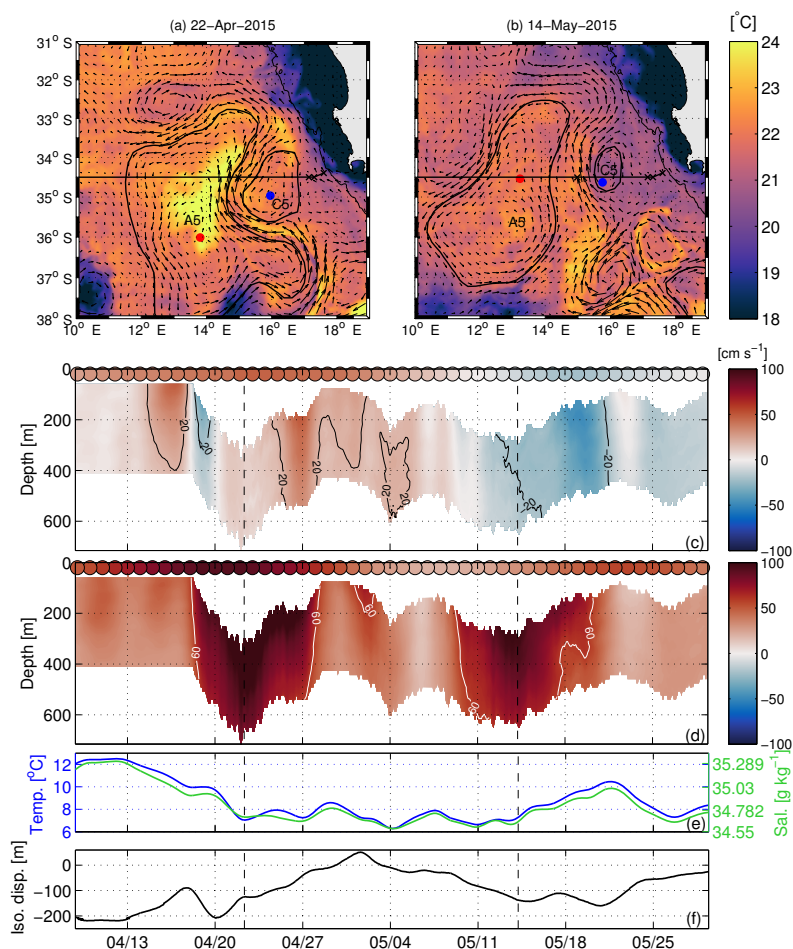 (a) 22−Apr−2015
(b) 14−May−2015
[°C]
31° S
32° S
33° S
34° S
35° S
36° S
37° S
38° S
10° E
12° E
14° E
16° E
A5
C5
10° E
12° E
14° E
16° E
18° E
A5
C5
24
23
22
21
20
19
18
[cm s⁻¹]
0
200
400
600
Depth [m]
20
−20
20
20
20
20
−20
−20
(c)
100
50
0
−50
−100
0
200
400
600
Depth [m]
60
60
60
60
60
(d)
100
50
0
−50
−100
12
10
8
6
Temp. [°C]
35.289
35.03
34.782
34.55
Sal. [g kg⁻¹]
(e)
0
−100
−200
Iso. disp. [m]
(f)
04/13
04/20
04/27
05/04
05/11
05/18
05/25